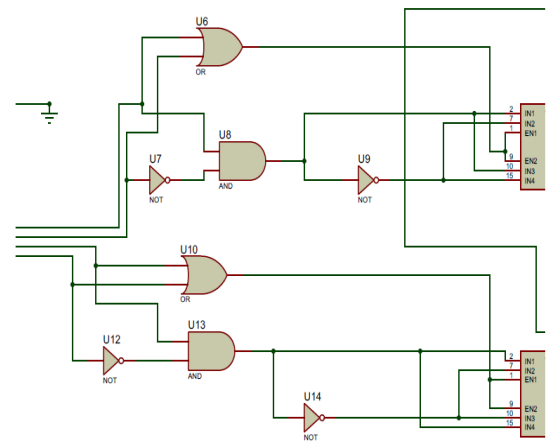 U6
OR
U8
AND
U7
NOT
U9
NOT
2 IN1
7 IN2
1 EN1
9 EN2
10 IN3
15 IN4
U10
OR
U13
AND
U12
NOT
U14
NOT
2 IN1
7 IN2
1 EN1
9 EN2
10 IN3
15 IN4